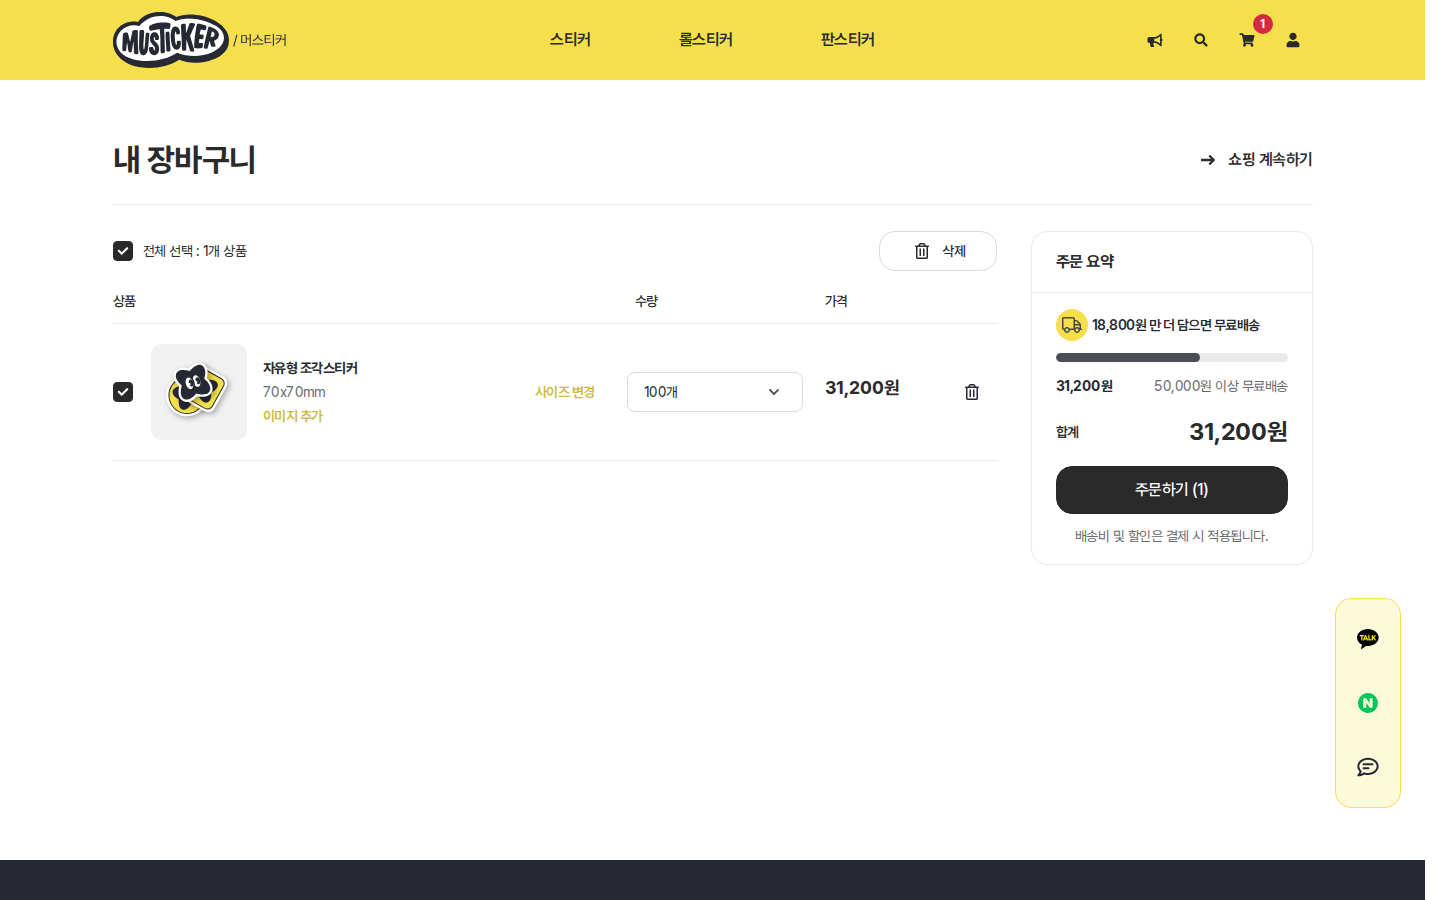 MUSTICKER / 머스티커
스티커
롤스티커
판스티커
1
내 장바구니
쇼핑 계속하기
전체 선택 : 1개 상품
삭제
상품
수량
가격
자유형 조각스티커
70x70mm
이미지 추가
사이즈 변경
100개
31,200원
주문 요약
18,800원 만 더 담으면 무료배송
31,200원
50,000원 이상 무료배송
합계
31,200원
주문하기 (1)
배송비 및 할인은 결제 시 적용됩니다.
TALK
N